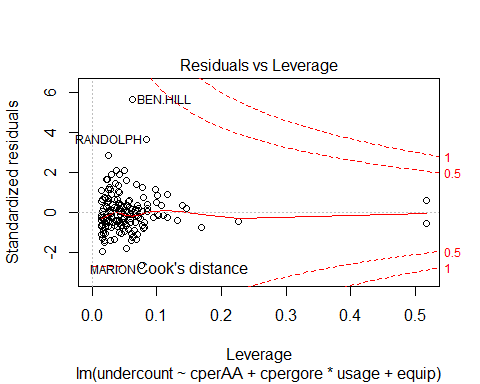 Residuals vs Leverage
Standardized residuals
6
4
2
0
-2
BEN.HILL
RANDOLPH
MARION
Cook's distance
1
0.5
0.5
1
0.0 0.1 0.2 0.3 0.4 0.5
Leverage
lm(undercount ~ cperAA + cpergore * usage + equip)